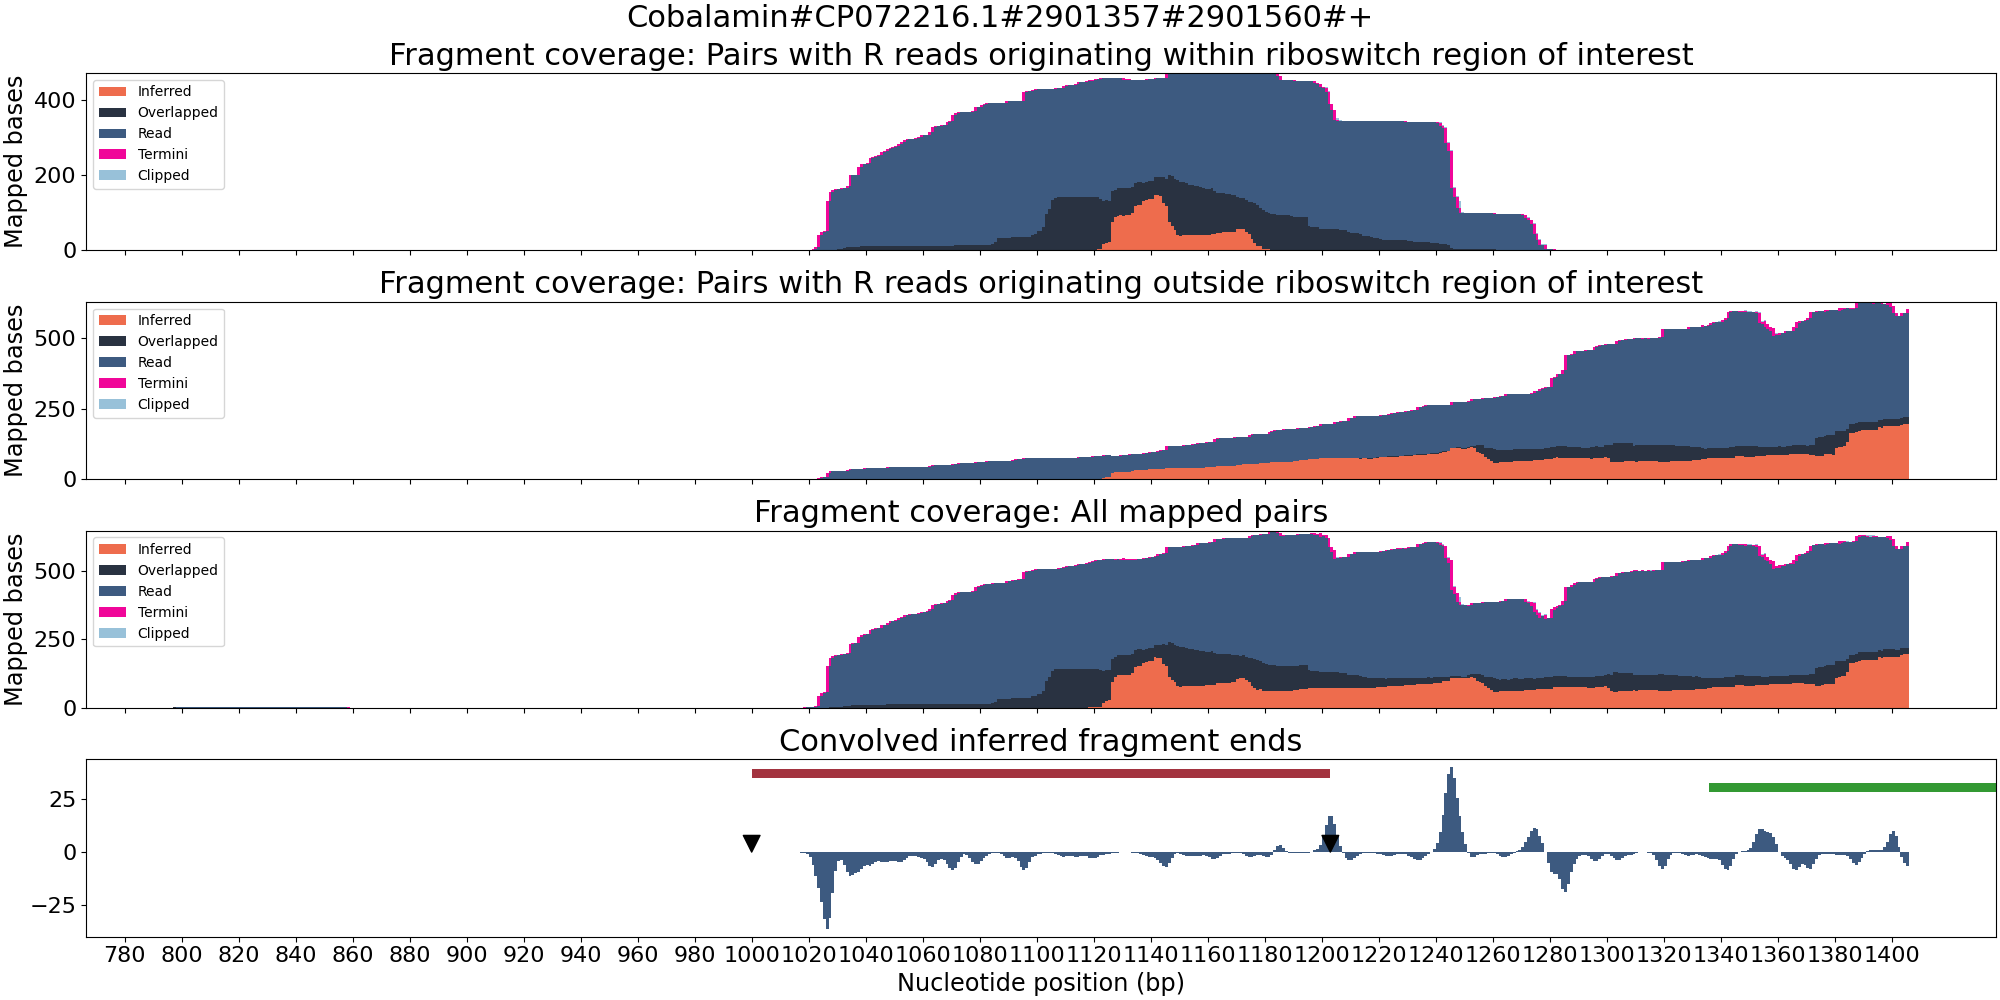 Cobalamin#CP072216.1#2901357#2901560#+
Fragment coverage: Pairs with R reads originating within riboswitch region of interest
Mapped bases
400
200
0
Inferred
Overlapped
Read
Termini
Clipped
Fragment coverage: Pairs with R reads originating outside riboswitch region of interest
Mapped bases
500
250
0
Inferred
Overlapped
Read
Termini
Clipped
Fragment coverage: All mapped pairs
Mapped bases
500
250
0
Inferred
Overlapped
Read
Termini
Clipped
Convolved inferred fragment ends
25
0
−25
780 800 820 840 860 880 900 920 940 960 980 1000 1020 1040 1060 1080 1100 1120 1140 1160 1180 1200 1220 1240 1260 1280 1300 1320 1340 1360 1380 1400
Nucleotide position (bp)